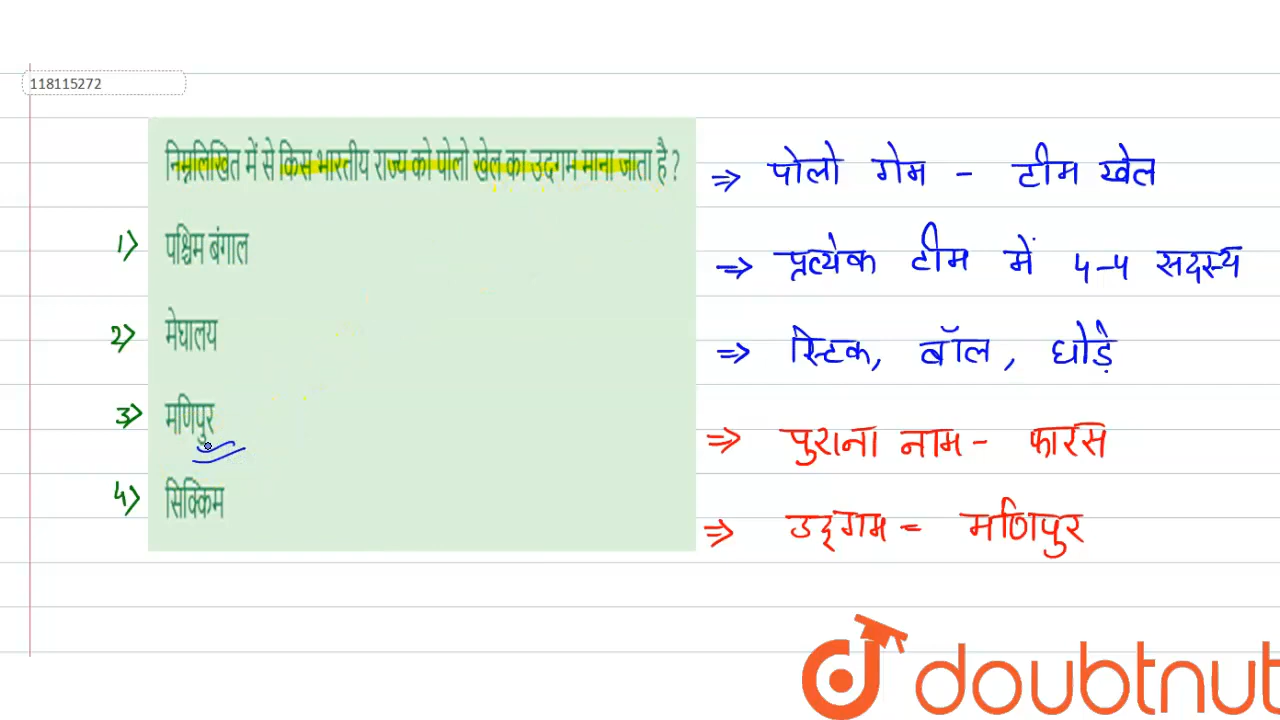 118115272
निम्नलिखित में से किस भारतीय राज्य को पोलो खेल का उद्गम माना जाता है ?
1) पश्चिम बंगाल
2) मेघालय
3) मणिपुर
4) सिक्किम
⇒ पोलो गेम - टीम खेल
⇒ प्रत्येक टीम में 4-4 सदस्य
⇒ स्टिक, बॉल, घोड़े
⇒ पुराना नाम - फारस
⇒ उद्गम = मणिपुर
doubtnut